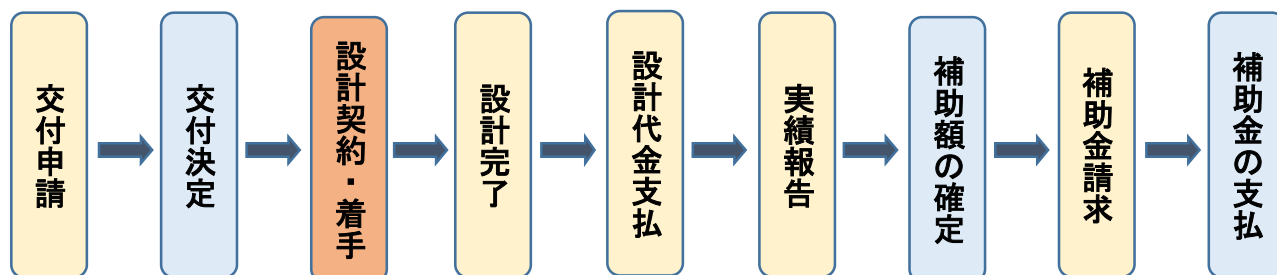 交付申請
交付決定
設計契約・着手
設計完了
設計代金支払
実績報告
補助額の確定
補助金請求
補助金の支払